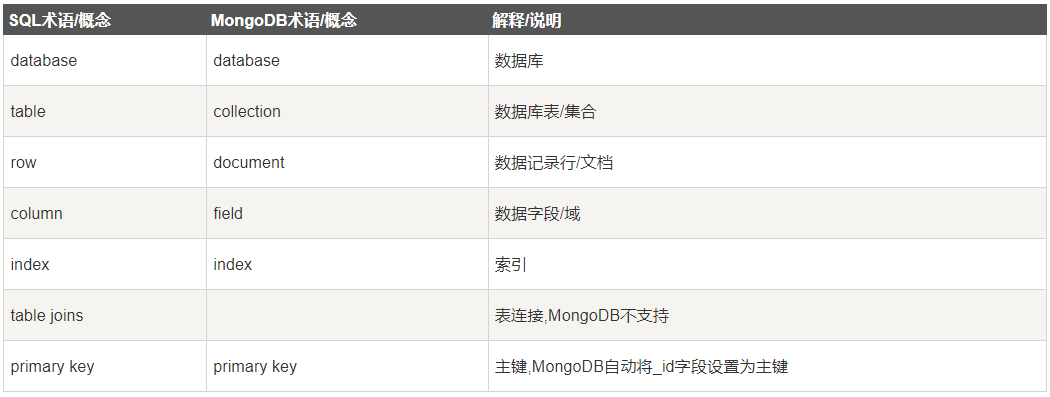 SQL术语/概念 MongoDB术语/概念 解释/说明
database database 数据库
table collection 数据库表/集合
row document 数据记录行/文档
column field 数据字段/域
index index 索引
table joins 表连接,MongoDB不支持
primary key primary key 主键,MongoDB自动将_id字段设置为主键